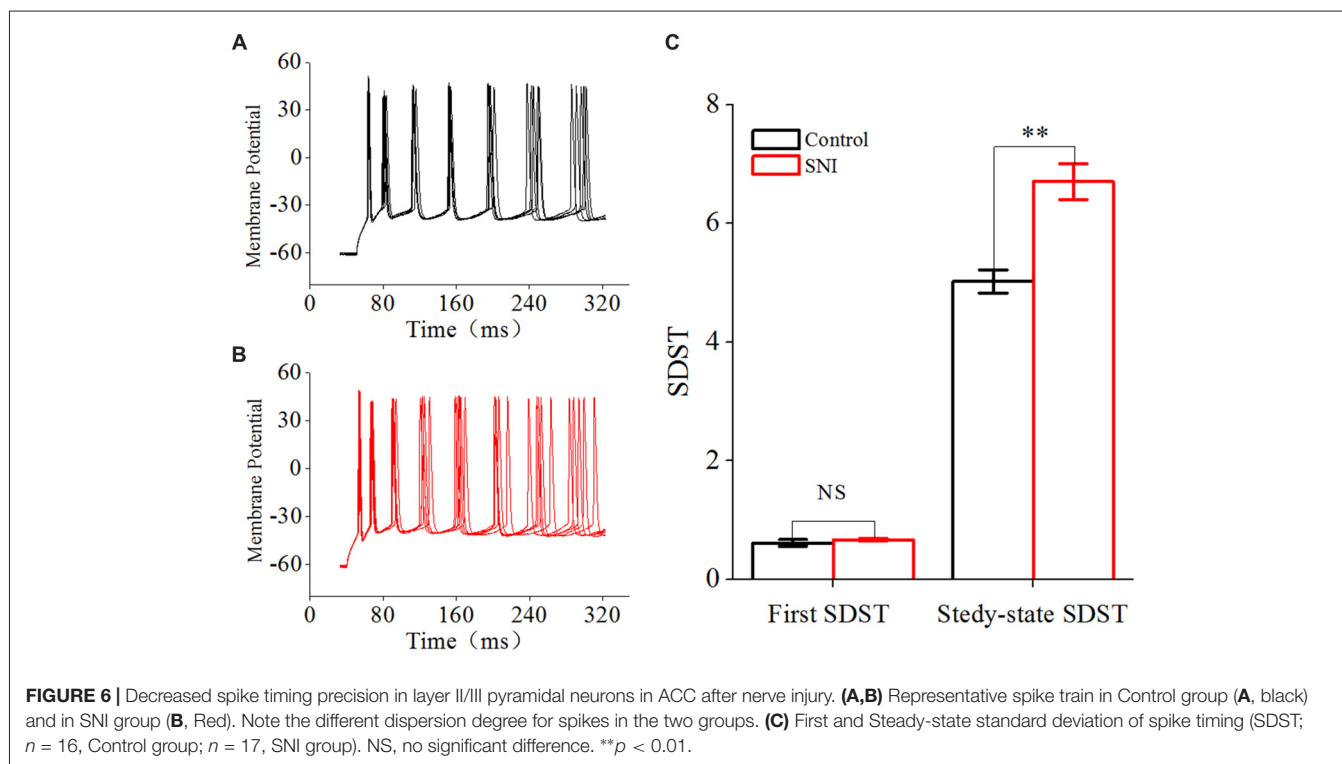 A
60
30
0
-30
-60
Membrane Potential
0
80
160
240
320
Time（ms）
B
60
30
0
-30
-60
Membrane Potential
0
80
160
240
320
Time（ms）
C
8
6
4
2
0
SDST
Control
SNI
NS
**
First SDST
Stedy-state SDST
FIGURE 6 | Decreased spike timing precision in layer II/III pyramidal neurons in ACC after nerve injury. (A,B) Representative spike train in Control group (A, black)
and in SNI group (B, Red). Note the different dispersion degree for spikes in the two groups. (C) First and Steady-state standard deviation of spike timing (SDST;
n = 16, Control group; n = 17, SNI group). NS, no significant difference. **p < 0.01.